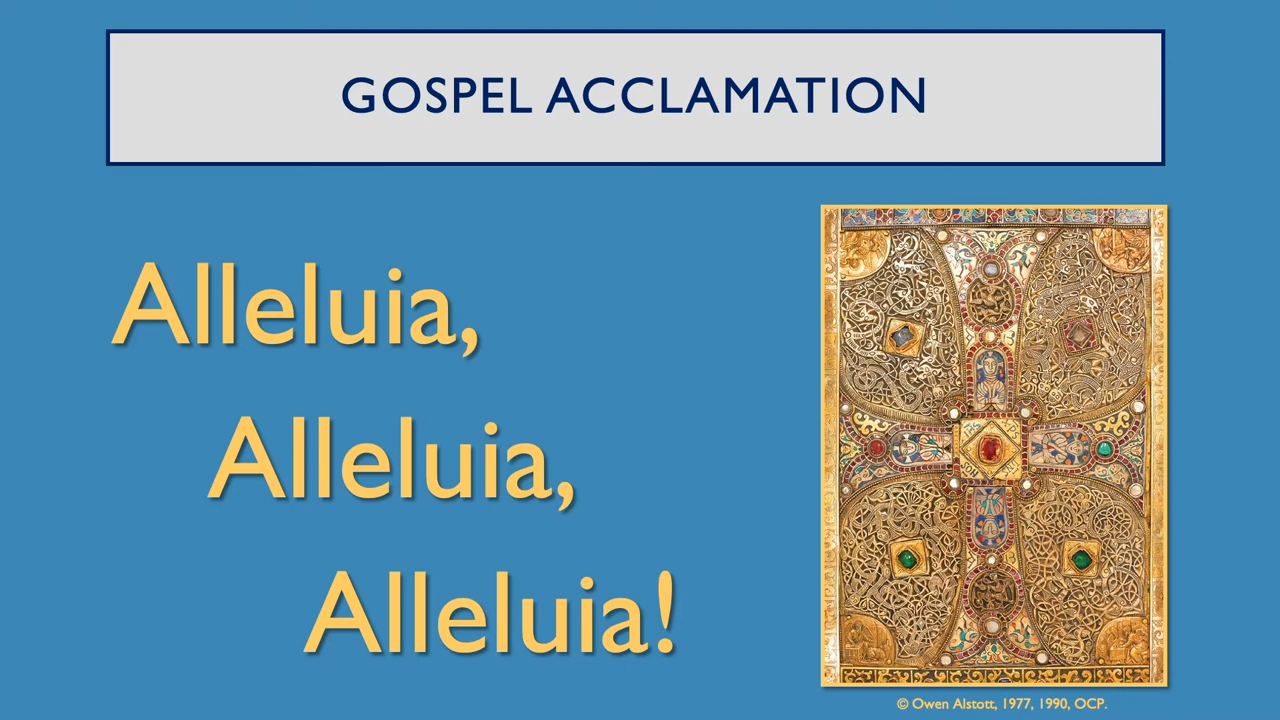 GOSPEL ACCLAMATION
Alleluia,
Alleluia,
Alleluia!
© Owen Alstott, 1977, 1990, OCP.